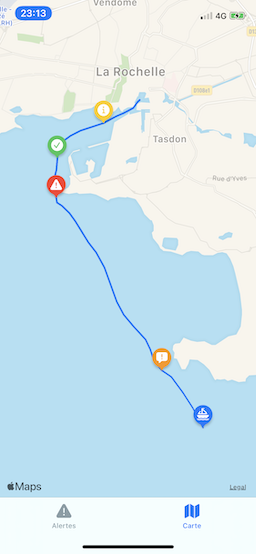 23:13
4G
Vendôme
La Rochelle
D108e1
Tasdon
Rue d'Yves
Maps
Legal
Alertes
Carte